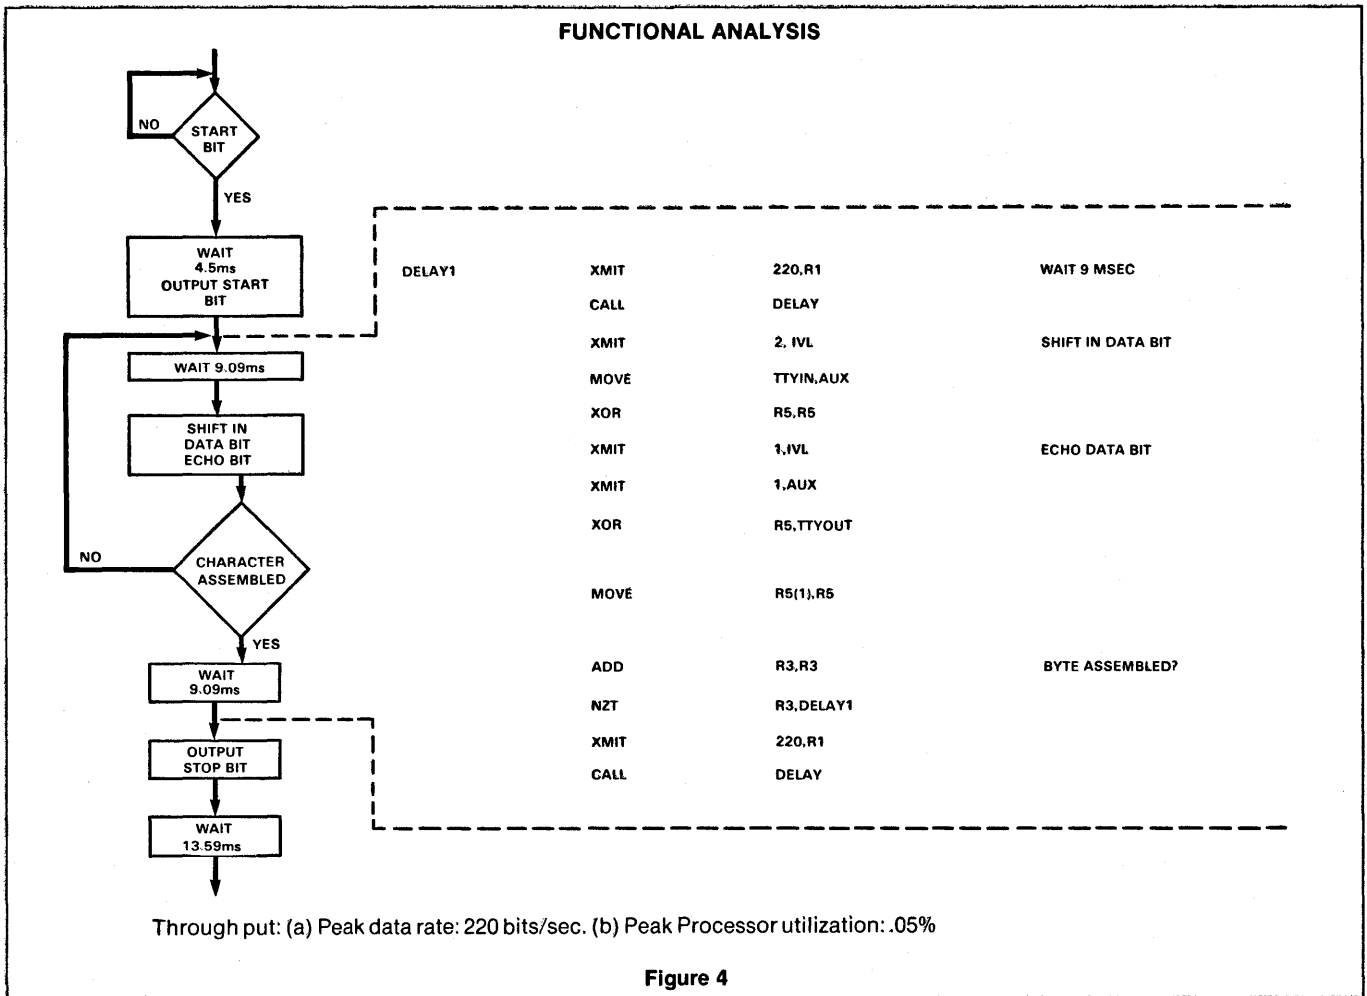 FUNCTIONAL ANALYSIS
NO
START
BIT
YES
WAIT
4.5ms
OUTPUT START
BIT
WAIT 9.09ms
SHIFT IN
DATA BIT
ECHO BIT
NO
CHARACTER
ASSEMBLED
YES
WAIT
9.09ms
OUTPUT
STOP BIT
WAIT
13.59ms
DELAY1 XMIT 220,R1 WAIT 9 MSEC
CALL DELAY
XMIT 2, IVL SHIFT IN DATA BIT
MOVE TTYIN,AUX
XOR R5,R5
XMIT 1,IVL ECHO DATA BIT
XMIT 1,AUX
XOR R5,TTYOUT
MOVE R5(1),R5
ADD R3,R3 BYTE ASSEMBLED?
NZT R3,DELAY1
XMIT 220,R1
CALL DELAY
Through put: (a) Peak data rate: 220 bits/sec. (b) Peak Processor utilization: .05%
Figure 4